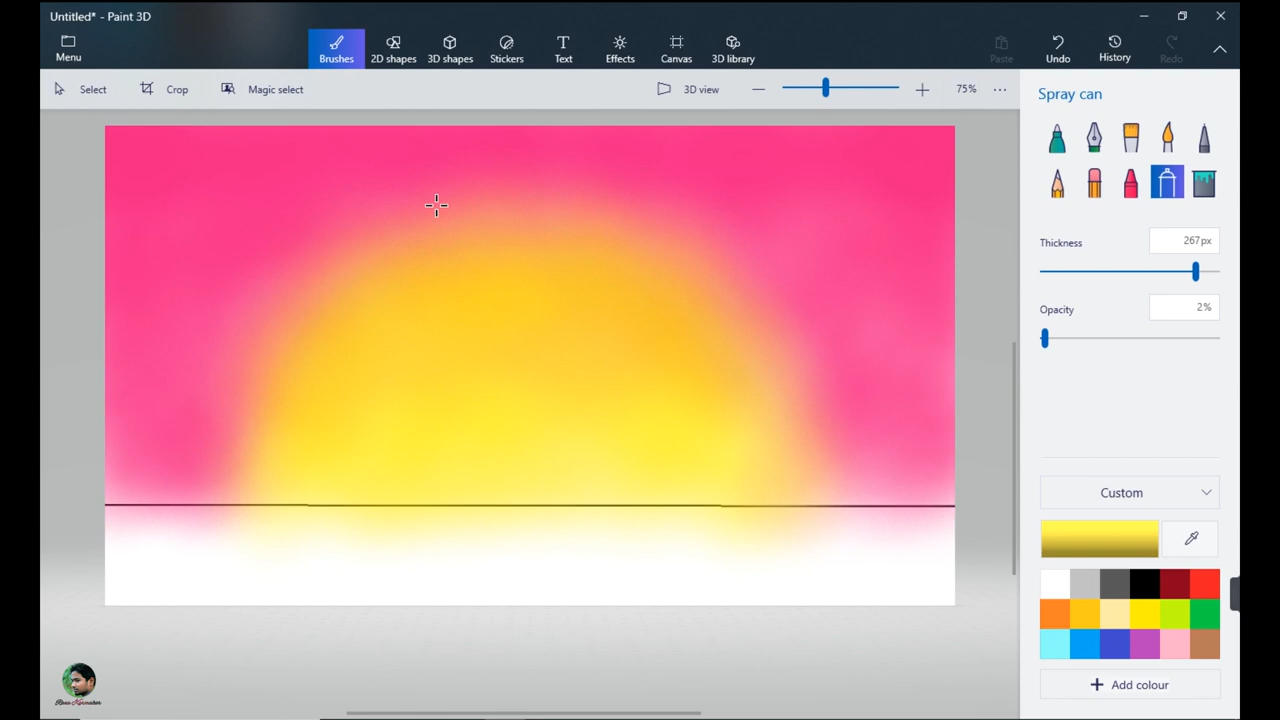 Untitled* - Paint 3D
Menu
Brushes
2D shapes
3D shapes
Stickers
Text
Effects
Canvas
3D library
Paste
Undo
History
Redo
Select
Crop
Magic select
3D view
75%
Spray can
Thickness
267px
Opacity
2%
Custom
Add colour